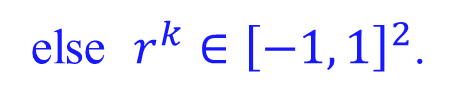 else r^k ∈ [−1, 1]^2.